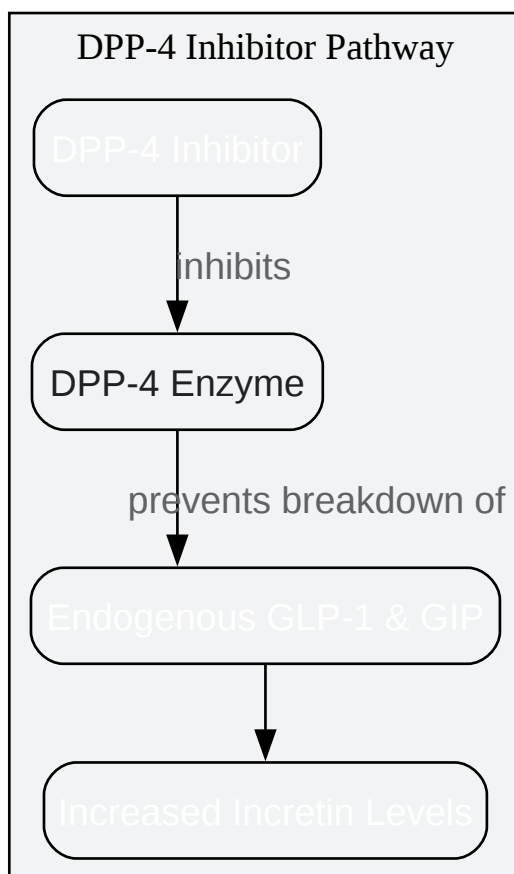 DPP-4 Inhibitor Pathway
DPP-4 Inhibitor
inhibits
DPP-4 Enzyme
prevents breakdown of
Endogenous GLP-1 & GIP
Increased Incretin Levels